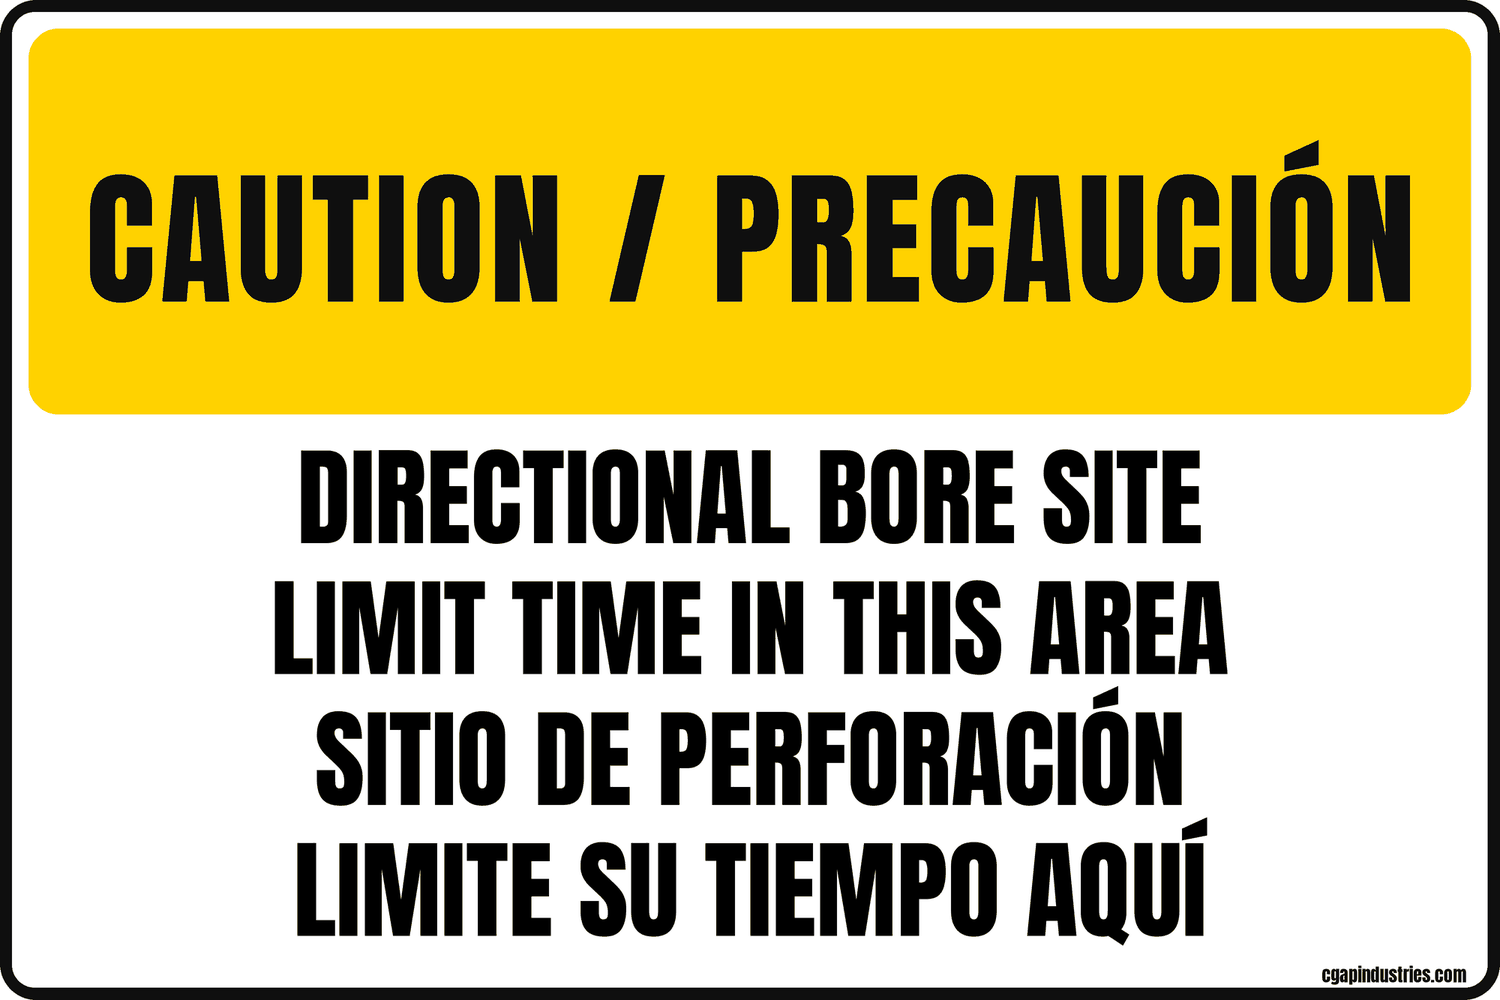 CAUTION / PRECAUCIÓN
DIRECTIONAL BORE SITE
LIMIT TIME IN THIS AREA
SITIO DE PERFORACIÓN
LIMITE SU TIEMPO AQUÍ
cgapindustries.com